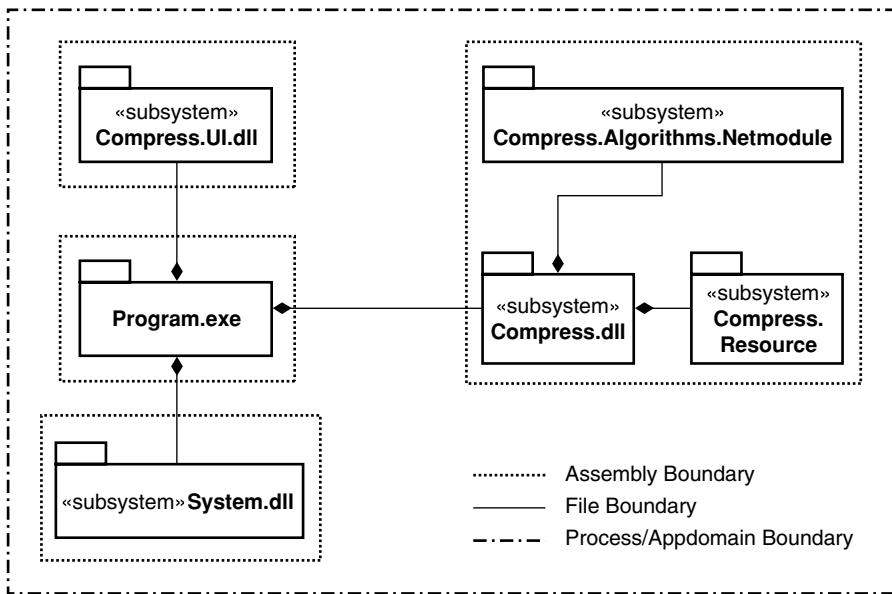 «subsystem»
Compress.UI.dll
«subsystem»
Compress.Algorithms.Netmodule
Program.exe
«subsystem»
Compress.dll
«subsystem»
Compress.
Resource
«subsystem» System.dll
Assembly Boundary
File Boundary
Process/Appdomain Boundary